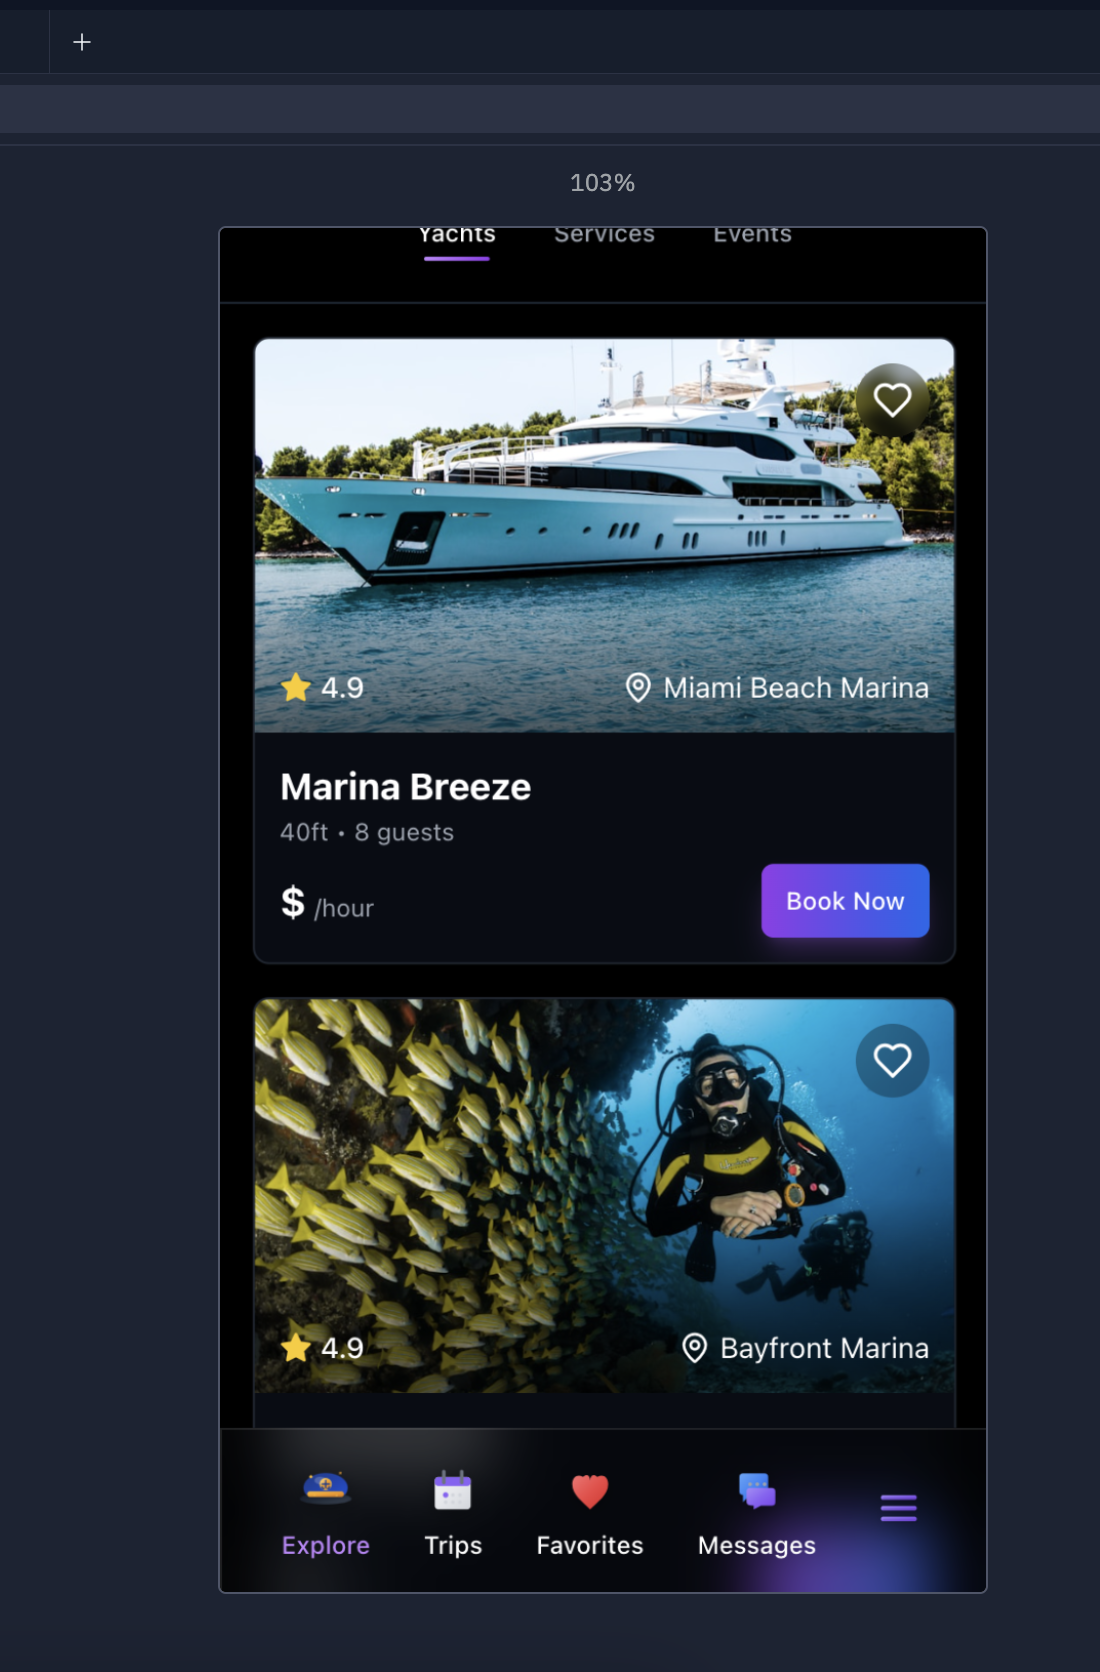 103%
Yachts Services Events
4.9 Miami Beach Marina
Marina Breeze
40ft • 8 guests
$ /hour Book Now
4.9 Bayfront Marina
Explore Trips Favorites Messages